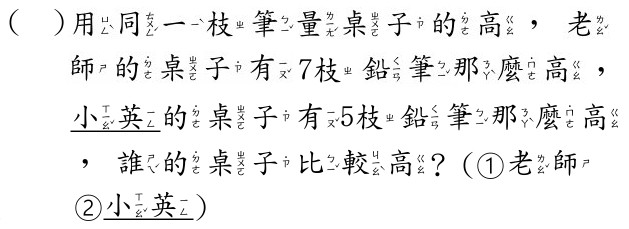 (　)用同一枝筆量桌子的高，老
師的桌子有7枝鉛筆那麼高，
小英的桌子有5枝鉛筆那麼高
，誰的桌子比較高？(①老師
②小英)